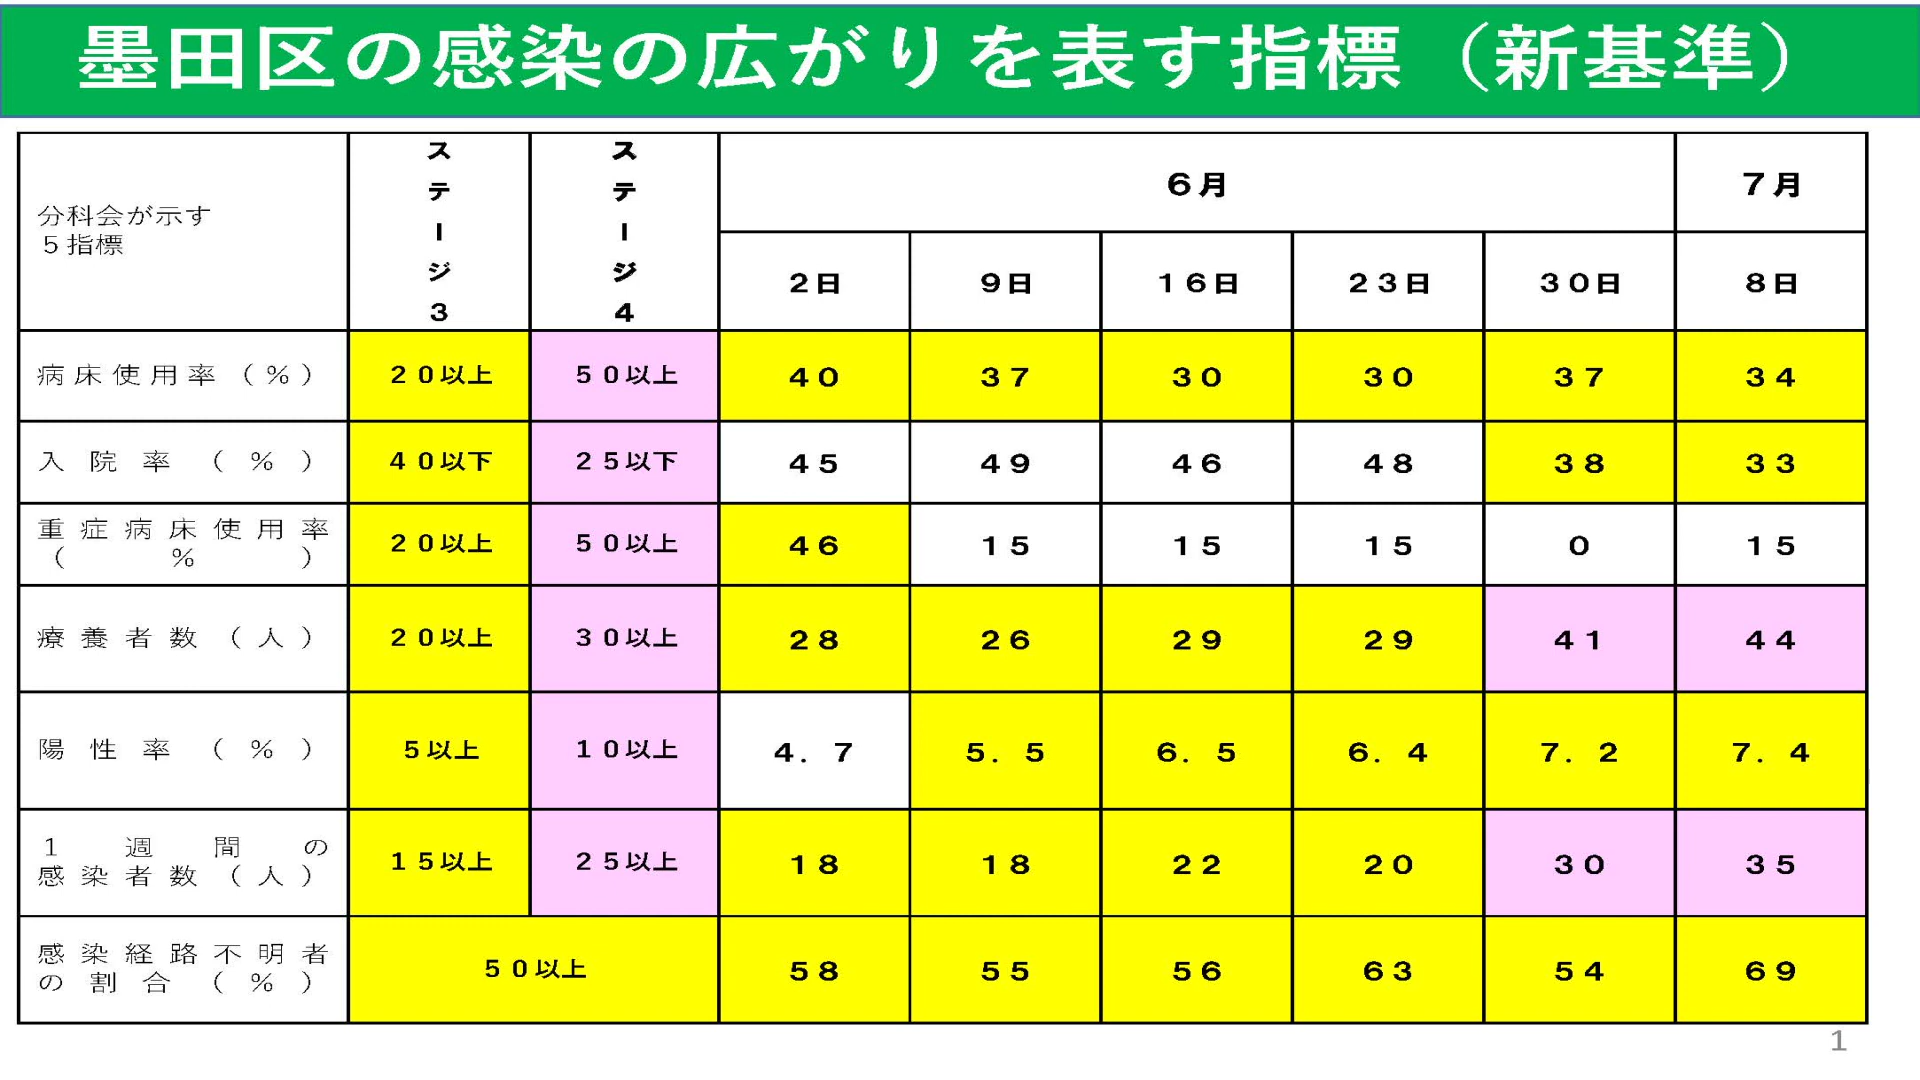 墨田区の感染の広がりを表す指標（新基準）
分科会が示す
５指標
ステージ３
ステージ４
６月
７月
２日
９日
１６日
２３日
３０日
８日
病床使用率（％）
２０以上
５０以上
４０
３７
３０
３０
３７
３４
入院率（％）
４０以下
２５以下
４５
４９
４６
４８
３８
３３
重症病床使用率
（％）
２０以上
５０以上
４６
１５
１５
１５
０
１５
療養者数（人）
２０以上
３０以上
２８
２６
２９
２９
４１
４４
陽性率（％）
５以上
１０以上
４．７
５．５
６．５
６．４
７．２
７．４
１週間の
感染者数（人）
１５以上
２５以上
１８
１８
２２
２０
３０
３５
感染経路不明者
の割合（％）
５０以上
５８
５５
５６
６３
５４
６９
1